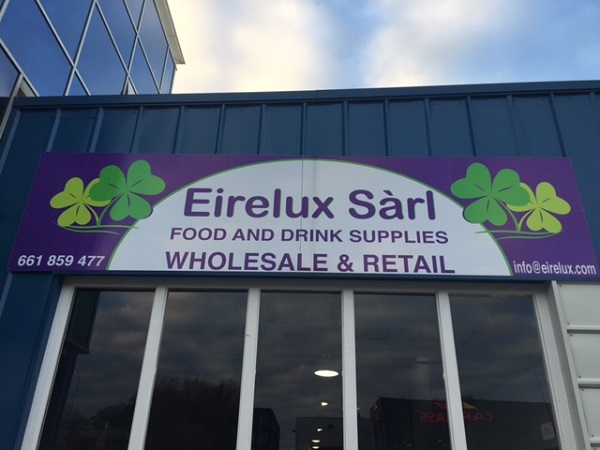 Eirelux Sàrl
FOOD AND DRINK SUPPLIES
WHOLESALE & RETAIL
661 859 477
info@eirelux.com